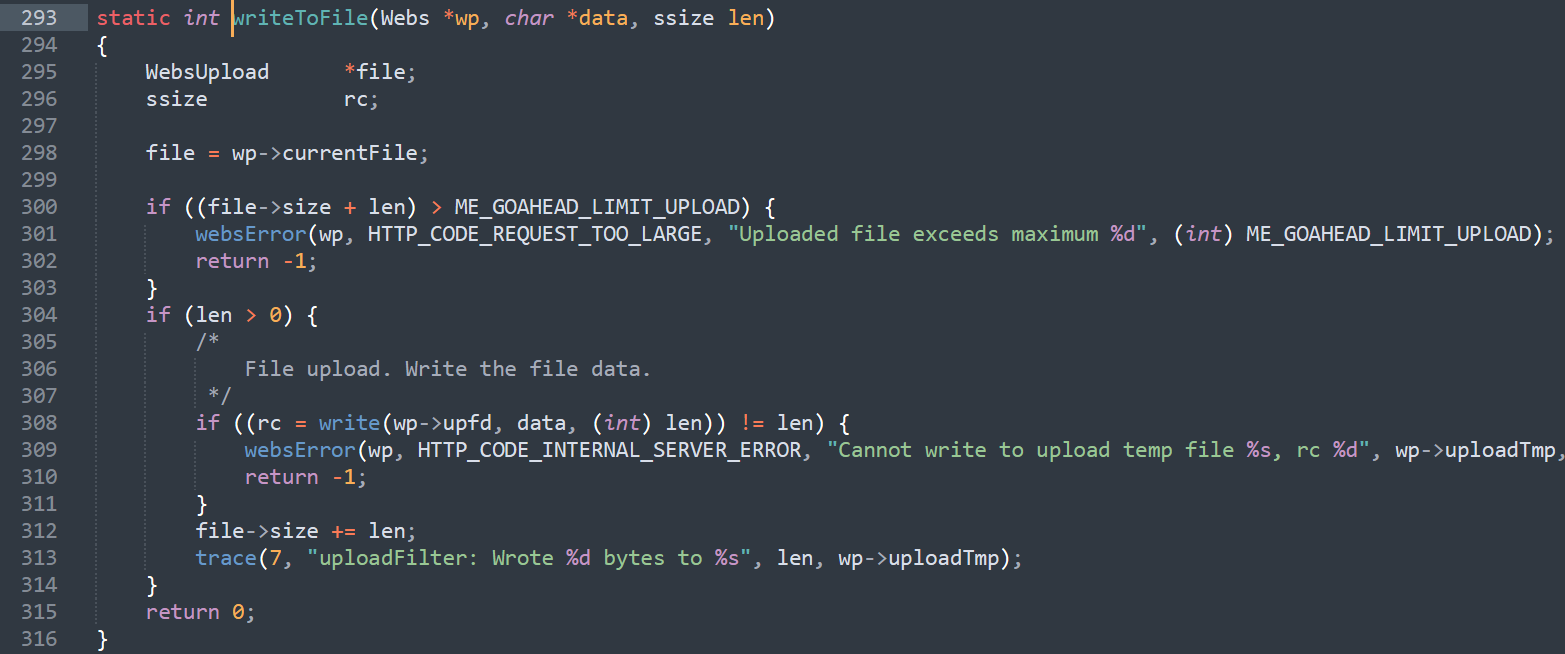 293 static int writeToFile(Webs *wp, char *data, ssize len)
294 {
295     WebsUpload      *file;
296     ssize           rc;
297
298     file = wp->currentFile;
299
300     if ((file->size + len) > ME_GOAHEAD_LIMIT_UPLOAD) {
301         websError(wp, HTTP_CODE_REQUEST_TOO_LARGE, "Uploaded file exceeds maximum %d", (int) ME_GOAHEAD_LIMIT_UPLOAD);
302         return -1;
303     }
304     if (len > 0) {
305         /*
306             File upload. Write the file data.
307          */
308         if ((rc = write(wp->upfd, data, (int) len)) != len) {
309             websError(wp, HTTP_CODE_INTERNAL_SERVER_ERROR, "Cannot write to upload temp file %s, rc %d", wp->uploadTmp,
310             return -1;
311         }
312         file->size += len;
313         trace(7, "uploadFilter: Wrote %d bytes to %s", len, wp->uploadTmp);
314     }
315     return 0;
316 }